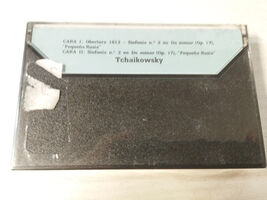 CARA I: Obertura 1812 - Sinfonía n.º 2 en Do menor (Op. 17),
"Pequeña Rusia"
CARA II: Sinfonía n.º 2 en Do menor (Op. 17), "Pequeña Rusia"
Tchaikowsky